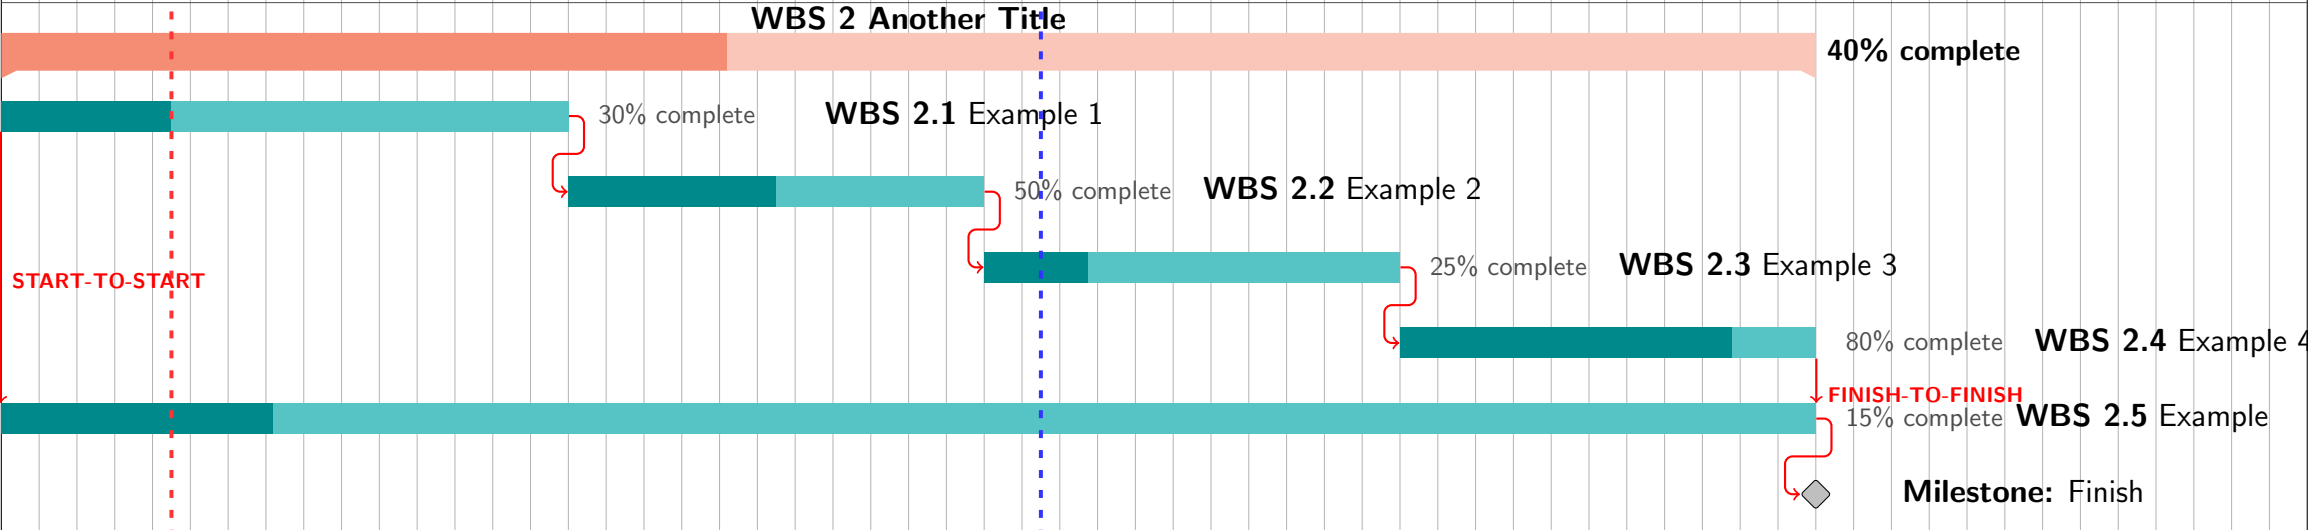 WBS 2 Another Title
40% complete
30% complete WBS 2.1 Example 1
50% complete WBS 2.2 Example 2
25% complete WBS 2.3 Example 3
START-TO-START
80% complete WBS 2.4 Example 4
FINISH-TO-FINISH
15% complete WBS 2.5 Example
Milestone: Finish